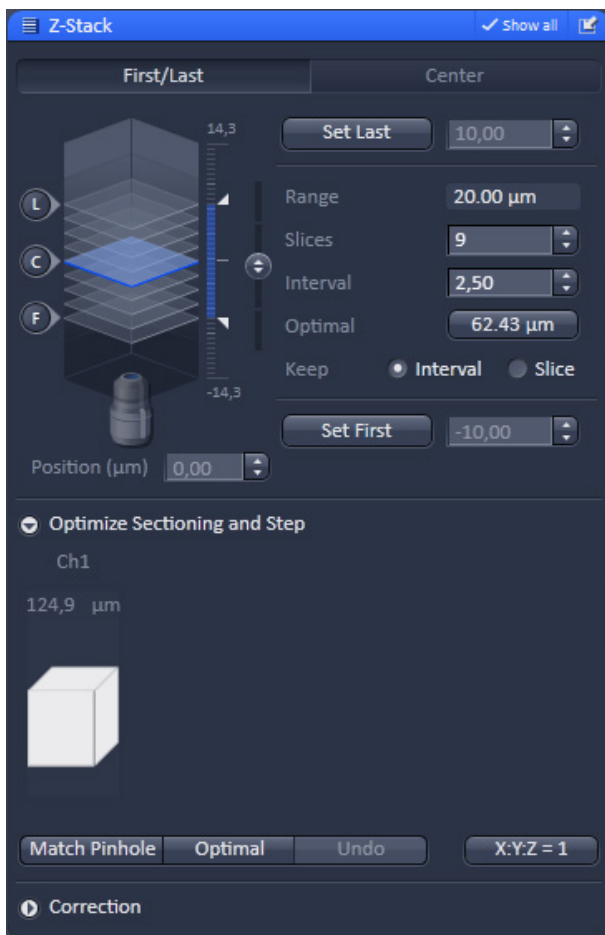 Z-Stack Show all
First/Last Center
14,3
Set Last 10,00
L
Range 20.00 µm
Slices 9
C
Interval 2,50
F
Optimal 62.43 µm
Keep Interval Slice
-14,3
Set First -10,00
Position (µm) 0,00
Optimize Sectioning and Step
Ch1
124,9 µm
Match Pinhole Optimal Undo X:Y:Z = 1
Correction